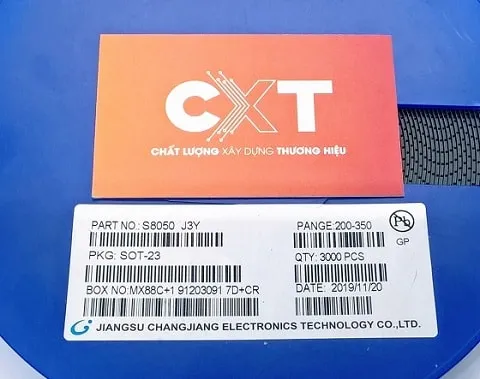 CXT
CHẤT LƯỢNG XÂY DỰNG THƯƠNG HIỆU
PART NO: S8050 J3Y
PANGE:200-350
Pb
PKG: SOT-23
QTY: 3000 PCS
GP
BOX NO:MX88C+1 91203091 7D+CR
DATE: 2019/11/20
JIANGSU CHANGJIANG ELECTRONICS TECHNOLOGY CO.,LTD.